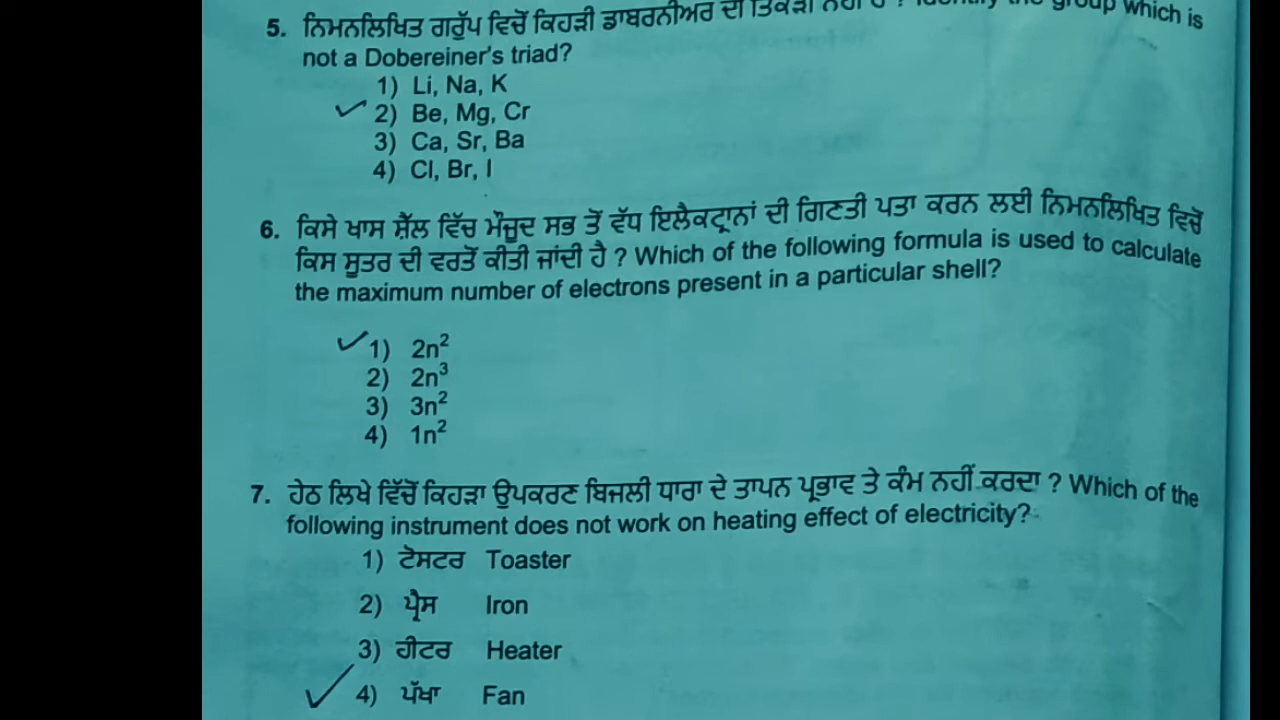 5. ਨਿਮਨਲਿਖਿਤ ਗਰੁੱਪ ਵਿਚੋਂ ਕਿਹੜੀ ਡਾਬਰਨੀਅਰ ਦੀ ਤਿਕੜੀ ਨਹੀਂ ਹੈ ? Identify the group which is
not a Dobereiner's triad?
1) Li, Na, K
2) Be, Mg, Cr
3) Ca, Sr, Ba
4) Cl, Br, I
6. ਕਿਸੇ ਖਾਸ ਸ਼ੈੱਲ ਵਿੱਚ ਮੌਜੂਦ ਸਭ ਤੋਂ ਵੱਧ ਇਲੈਕਟ੍ਰਾਨਾਂ ਦੀ ਗਿਣਤੀ ਪਤਾ ਕਰਨ ਲਈ ਨਿਮਨਲਿਖਿਤ ਵਿਚੋਂ
ਕਿਸ ਸੂਤਰ ਦੀ ਵਰਤੋਂ ਕੀਤੀ ਜਾਂਦੀ ਹੈ ? Which of the following formula is used to calculate
the maximum number of electrons present in a particular shell?
1) 2n²
2) 2n³
3) 3n²
4) 1n²
7. ਹੇਠ ਲਿਖੇ ਵਿੱਚੋਂ ਕਿਹੜਾ ਉਪਕਰਣ ਬਿਜਲੀ ਧਾਰਾ ਦੇ ਤਾਪਨ ਪ੍ਰਭਾਵ ਤੇ ਕੰਮ ਨਹੀਂ ਕਰਦਾ ? Which of the
following instrument does not work on heating effect of electricity?
1) ਟੋਸਟਰ Toaster
2) ਪ੍ਰੈਸ Iron
3) ਹੀਟਰ Heater
4) ਪੱਖਾ Fan